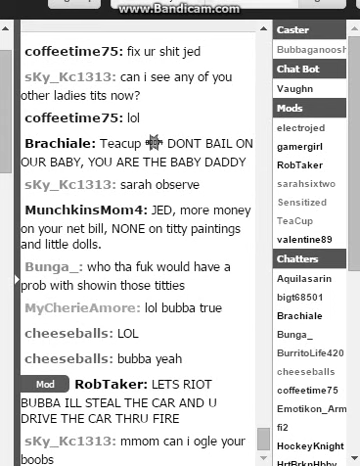 www.Bandicam.com
coffeetime75: fix ur shit jed
sKy_Kc1313: can i see any of you
other ladies tits now?
coffeetime75: lol
Brachiale: Teacup DONT BAIL ON
OUR BABY, YOU ARE THE BABY DADDY
sKy_Kc1313: sarah observe
MunchkinsMom4: JED, more money
on your net bill, NONE on titty paintings
and little dolls.
Bunga_: who tha fuk would have a
prob with showin those titties
MyCherieAmore: lol bubba true
cheeseballs: LOL
cheeseballs: bubba yeah
Mod RobTaker: LETS RIOT
BUBBA ILL STEAL THE CAR AND U
DRIVE THE CAR THRU FIRE
sKy_Kc1313: mmom can i ogle your
boobs
Caster
Bubbaganoosh
Chat Bot
Vaughn
Mods
electrojed
gamergirl
RobTaker
sarahsixtwo
Sensitized
TeaCup
valentine89
Chatters
Aquilasarin
bigt68501
Brachiale
Bunga_
BurritoLife420
cheeseballs
coffeetime75
Emotikon_Arm
fi2
HockeyKnight